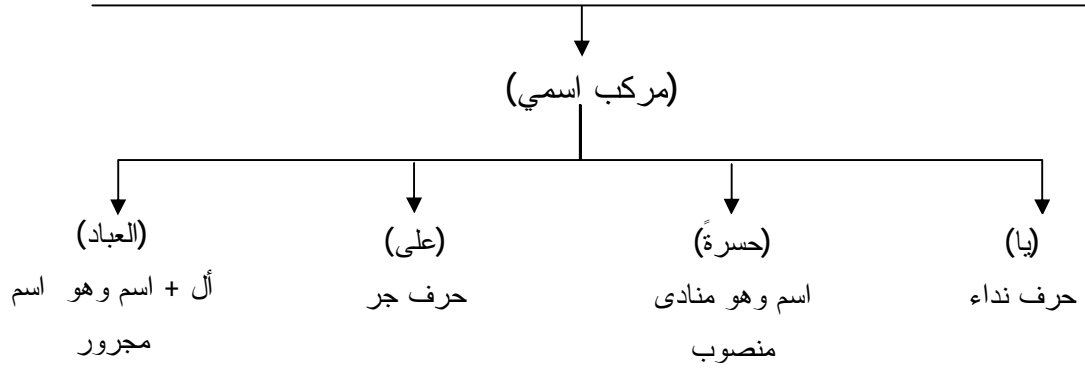 (مركب اسمي)
(يا) (حسرةً) (على) (العباد)
حرف نداء اسم وهو منادى حرف جر أل + اسم وهو اسم
منصوب مجرور